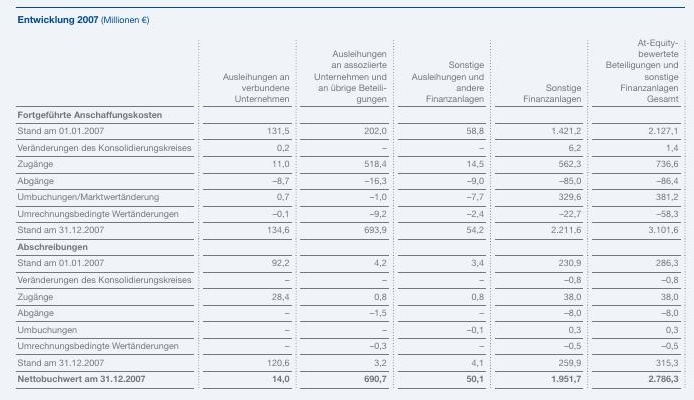 Entwicklung 2007 (Millionen €)
Ausleihungen an
verbundene
Unternehmen
Ausleihungen
an assoziierte
Unternehmen und
an übrige Beteili-
gungen
Sonstige
Ausleihungen und
andere
Finanzanlagen
Sonstige
Finanzanlagen
At-Equity-
bewertete
Beteiligungen und
sonstige
Finanzanlagen
Gesamt
Fortgeführte Anschaffungskosten
Stand am 01.01.2007 131,5 202,0 58,8 1.421,2 2.127,1
Veränderungen des Konsolidierungskreises 0,2 – – 6,2 1,4
Zugänge 11,0 518,4 14,5 562,3 736,6
Abgänge –8,7 –16,3 –9,0 –85,0 –86,4
Umbuchungen/Marktwertänderung 0,7 –1,0 –7,7 329,6 381,2
Umrechnungsbedingte Wertänderungen –0,1 –9,2 –2,4 –22,7 –58,3
Stand am 31.12.2007 134,6 693,9 54,2 2.211,6 3.101,6
Abschreibungen
Stand am 01.01.2007 92,2 4,2 3,4 230,9 286,3
Veränderungen des Konsolidierungskreises – – – –0,8 –0,8
Zugänge 28,4 0,8 0,8 38,0 38,0
Abgänge – –1,5 – –8,0 –8,0
Umbuchungen – – –0,1 0,3 0,3
Umrechnungsbedingte Wertänderungen – –0,3 – –0,5 –0,5
Stand am 31.12.2007 120,6 3,2 4,1 259,9 315,3
Nettobuchwert am 31.12.2007 14,0 690,7 50,1 1.951,7 2.786,3